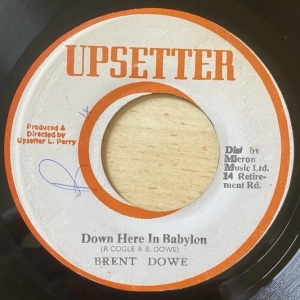 UPSETTER
Produced &
Directed by
Upsetter L. Perry
Dist by
Micron
Music Ltd.
14 Retire-
ment Rd.
Down Here In Babylon
(R COGLE & B. DOWE)
BRENT DOWE